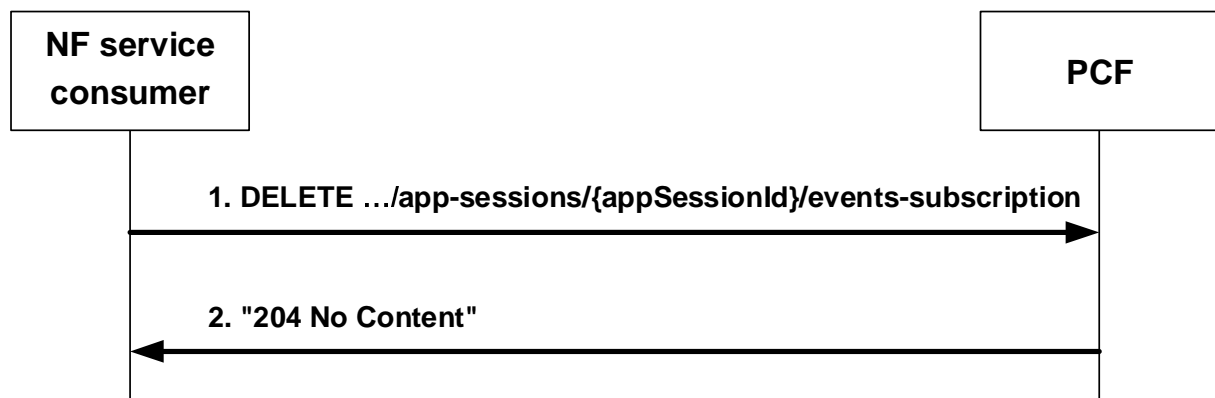 NF service
consumer
PCF
1. DELETE …/app-sessions/{appSessionId}/events-subscription
2. "204 No Content"